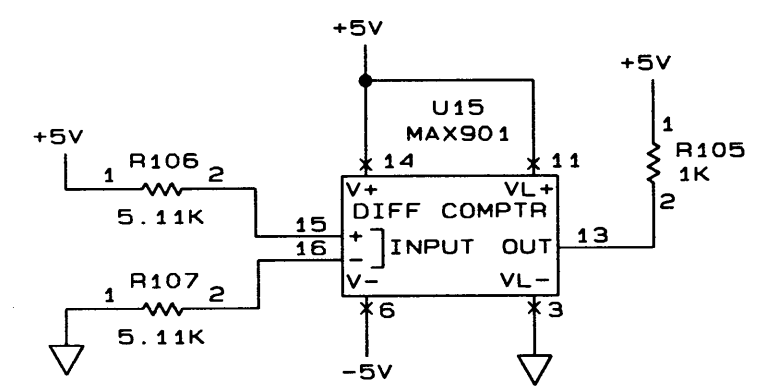 +5V
+5V
U15
MAX901
1
+5V
R106
14
11
R105
1
2
V+
VL+
1K
5.11K
DIFF COMPTR
2
15
+
16
INPUT
OUT
13
-
R107
1
2
V-
VL-
5.11K
6
3
-5V